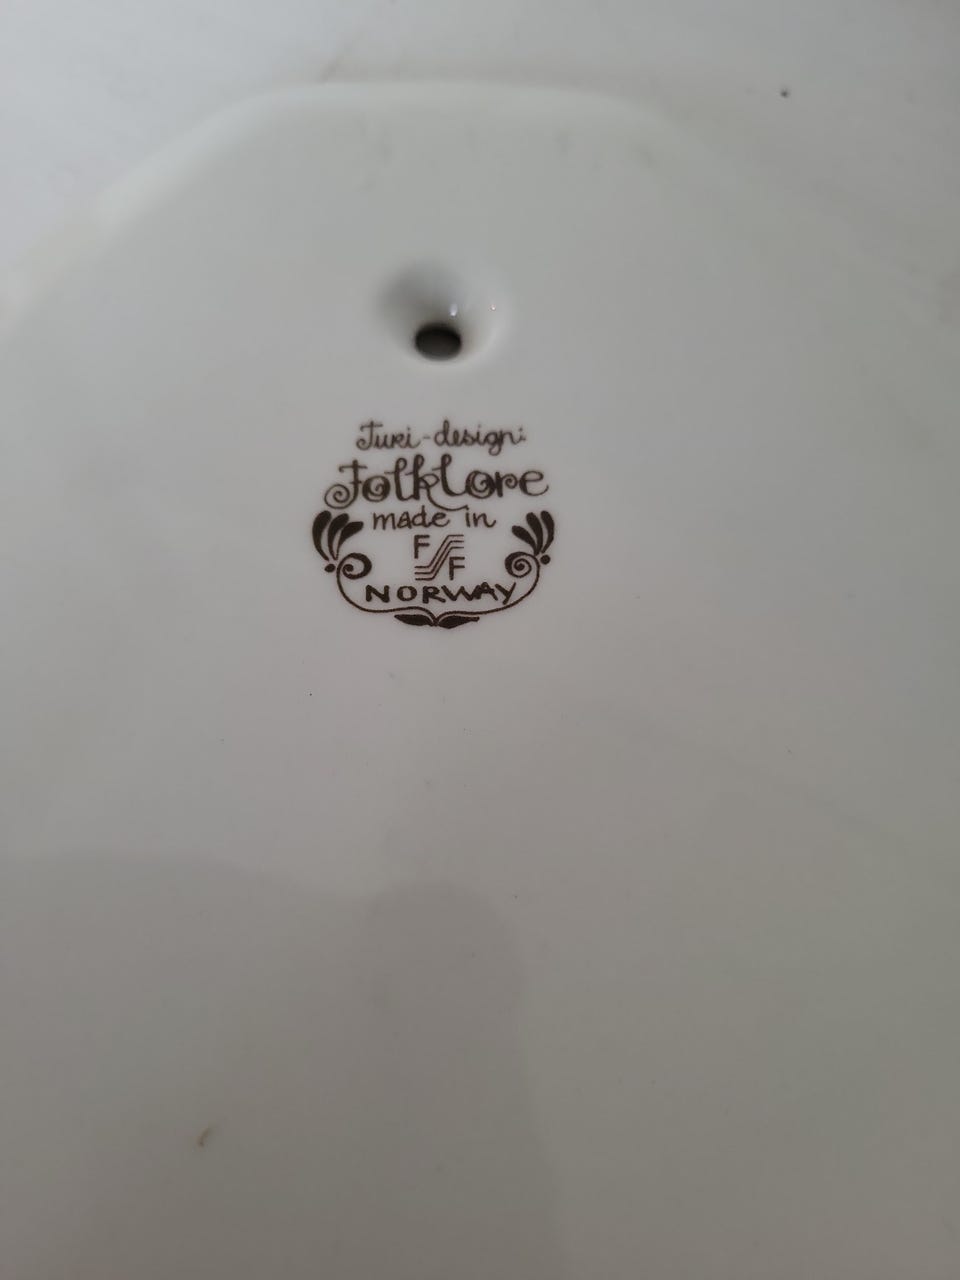 Turi-design:
Folklore
made in
F
F
NORWAY